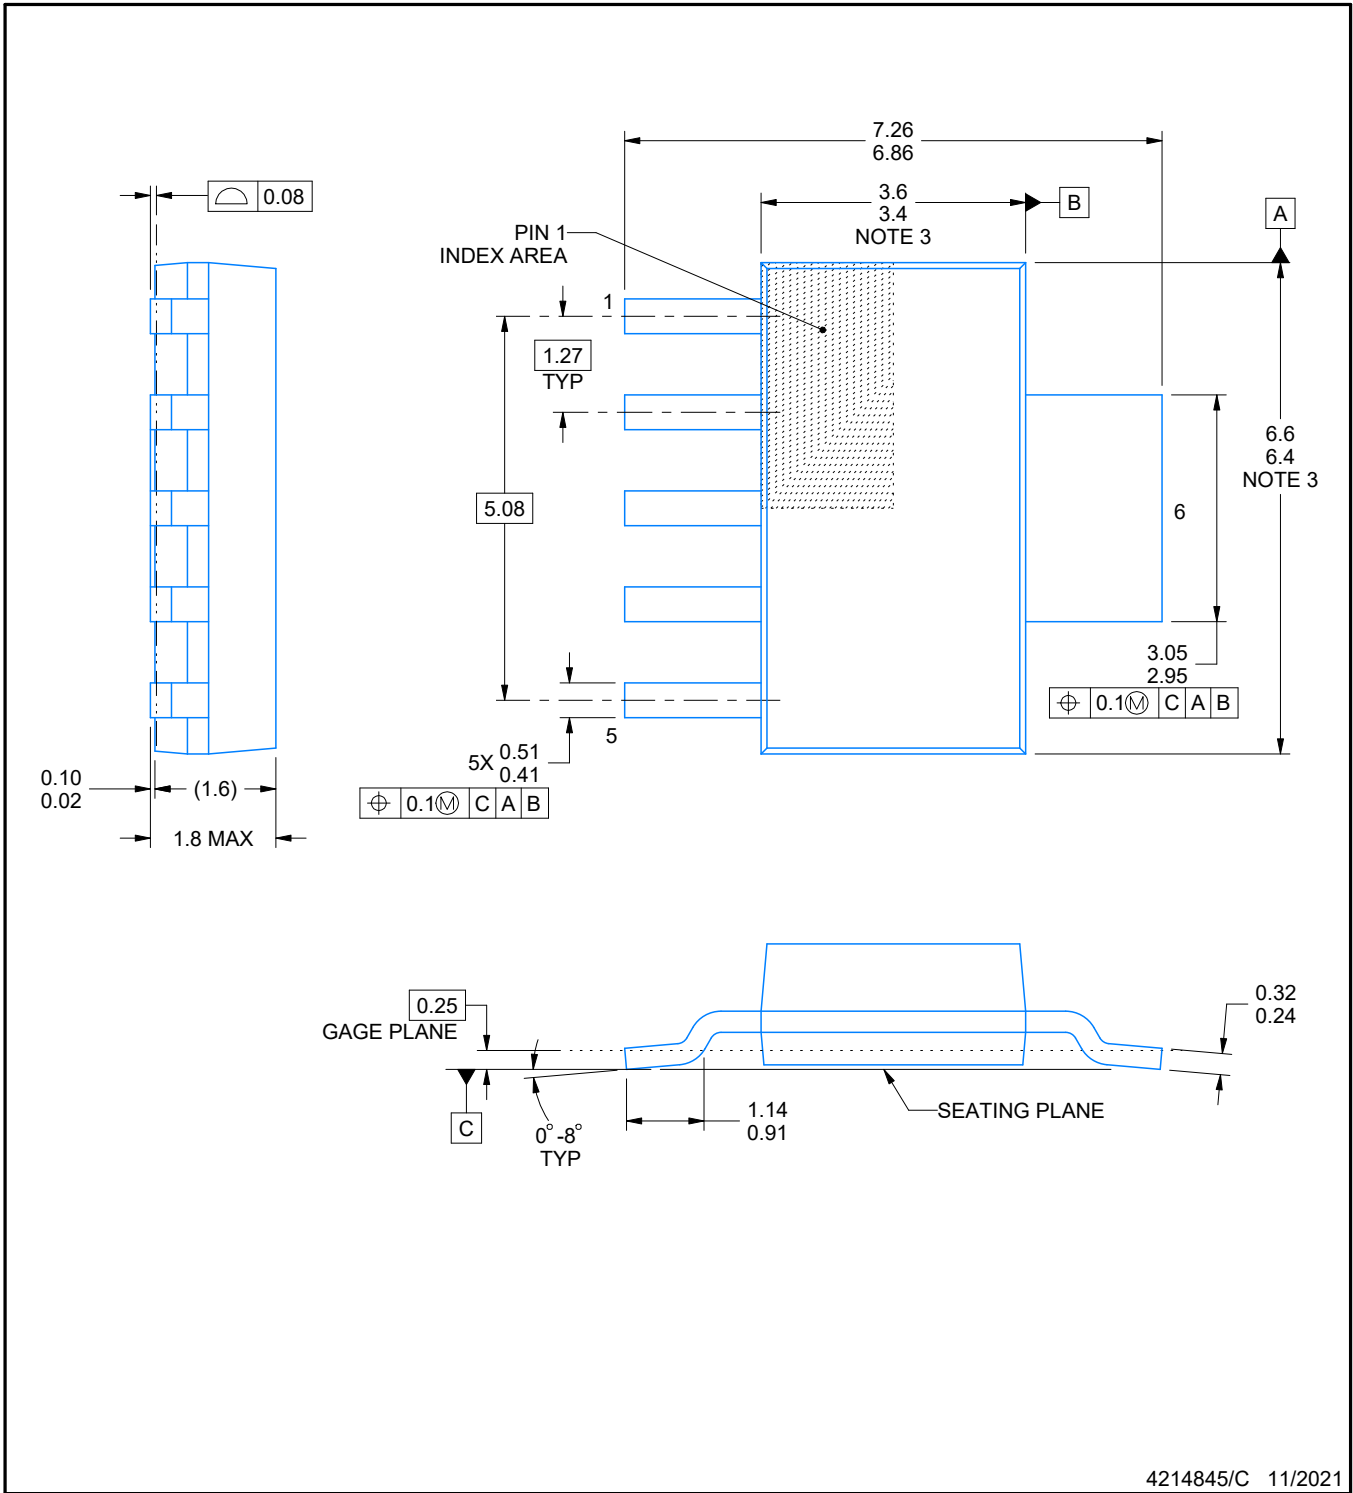 7.26
6.86
0.08
3.6
3.4
NOTE 3
B
A
PIN 1
INDEX AREA
1
1.27
TYP
5.08
6.6
6.4
NOTE 3
6
3.05
2.95
0.1Ⓜ C A B
5
5X 0.51
0.41
0.1Ⓜ C A B
0.10
0.02
(1.6)
1.8 MAX
0.25
GAGE PLANE
0.32
0.24
C
0°-8°
TYP
1.14
0.91
SEATING PLANE
4214845/C 11/2021